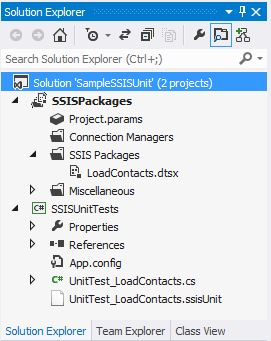 Solution Explorer
Search Solution Explorer (Ctrl+;)
Solution 'SampleSSISUnit' (2 projects)
SSISPackages
Project.params
Connection Managers
SSIS Packages
LoadContacts.dtsx
Miscellaneous
C# SSISUnitTests
Properties
References
App.config
C# UnitTest_LoadContacts.cs
UnitTest_LoadContacts.ssisUnit
Solution Explorer Team Explorer Class View